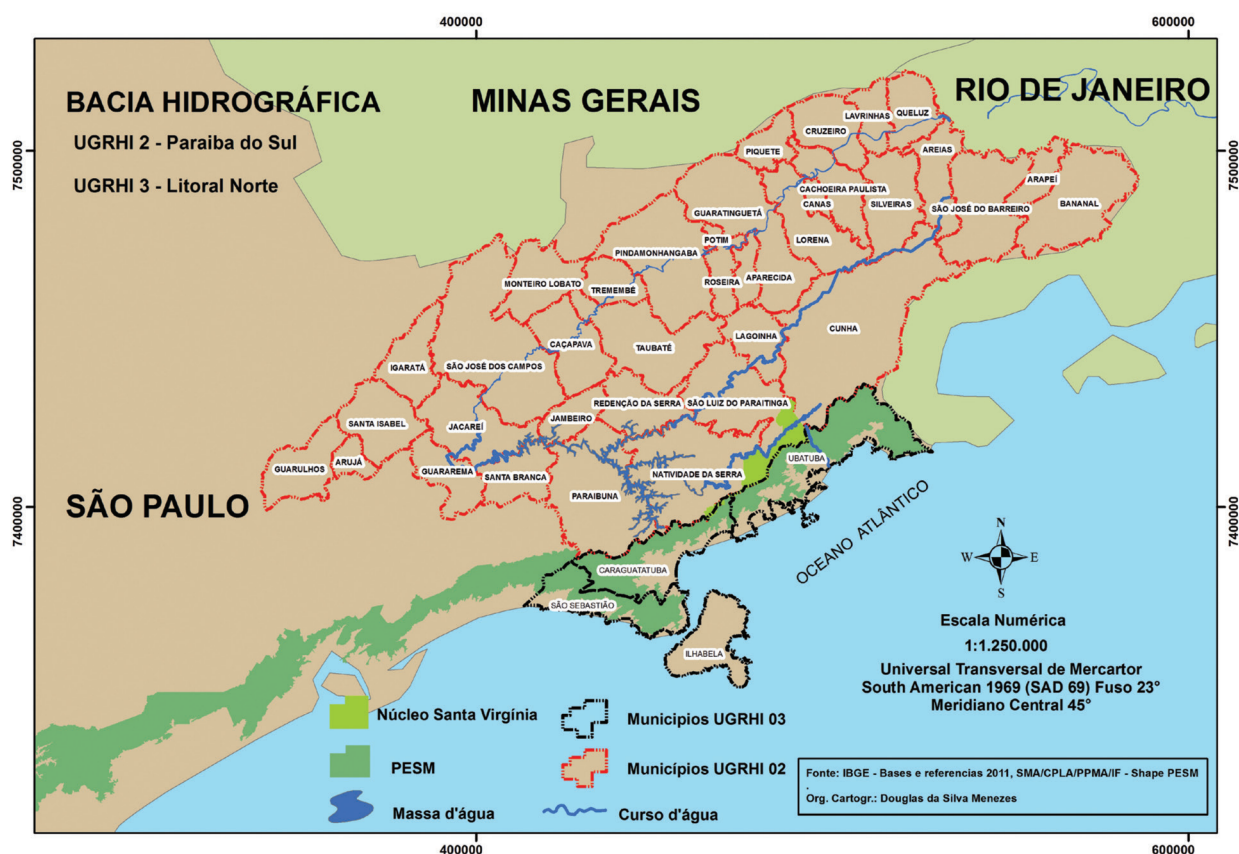 400000
600000
BACIA HIDROGRÁFICA
MINAS GERAIS
RIO DE JANEIRO
UGRHI 2 - Paraiba do Sul
UGRHI 3 - Litoral Norte
7500000
7500000
LAVRINHAS
QUELUZ
CRUZEIRO
PIQUETE
AREIAS
CACHOEIRA PAULISTA
ARAPEÍ
CANAS
SILVEIRAS
SÃO JOSÉ DO BARREIRO
BANANAL
GUARATINGUETÁ
POTIM
LORENA
PINDAMONHANGABA
MONTEIRO LOBATO
TREMEMBÉ
ROSEIRA
APARECIDA
CUNHA
LAGOINHA
CAÇAPAVA
TAUBATÉ
IGARATÁ
SÃO JOSÉ DOS CAMPOS
REDENÇÃO DA SERRA
SÃO LUIZ DO PARAITINGA
JAMBEIRO
SANTA ISABEL
JACAREÍ
UBATUBA
ARUJÁ
GUARULHOS
GUARAREMA
SANTA BRANCA
NATIVIDADE DA SERRA
PARAIBUNA
SÃO PAULO
7400000
7400000
OCEANO ATLÂNTICO
N
W
E
S
CARAGUATATUBA
SÃO SEBASTIÃO
ILHABELA
Escala Numérica
1:1.250.000
Universal Transversal de Mercartor
South American 1969 (SAD 69) Fuso 23°
Meridiano Central 45°
Núcleo Santa Virgínia
Municipios UGRHI 03
PESM
Municípios UGRHI 02
Massa d'água
Curso d'água
Fonte: IBGE - Bases e referencias 2011, SMA/CPLA/PPMA/IF - Shape PESM
.
Org. Cartogr.: Douglas da Silva Menezes
400000
600000